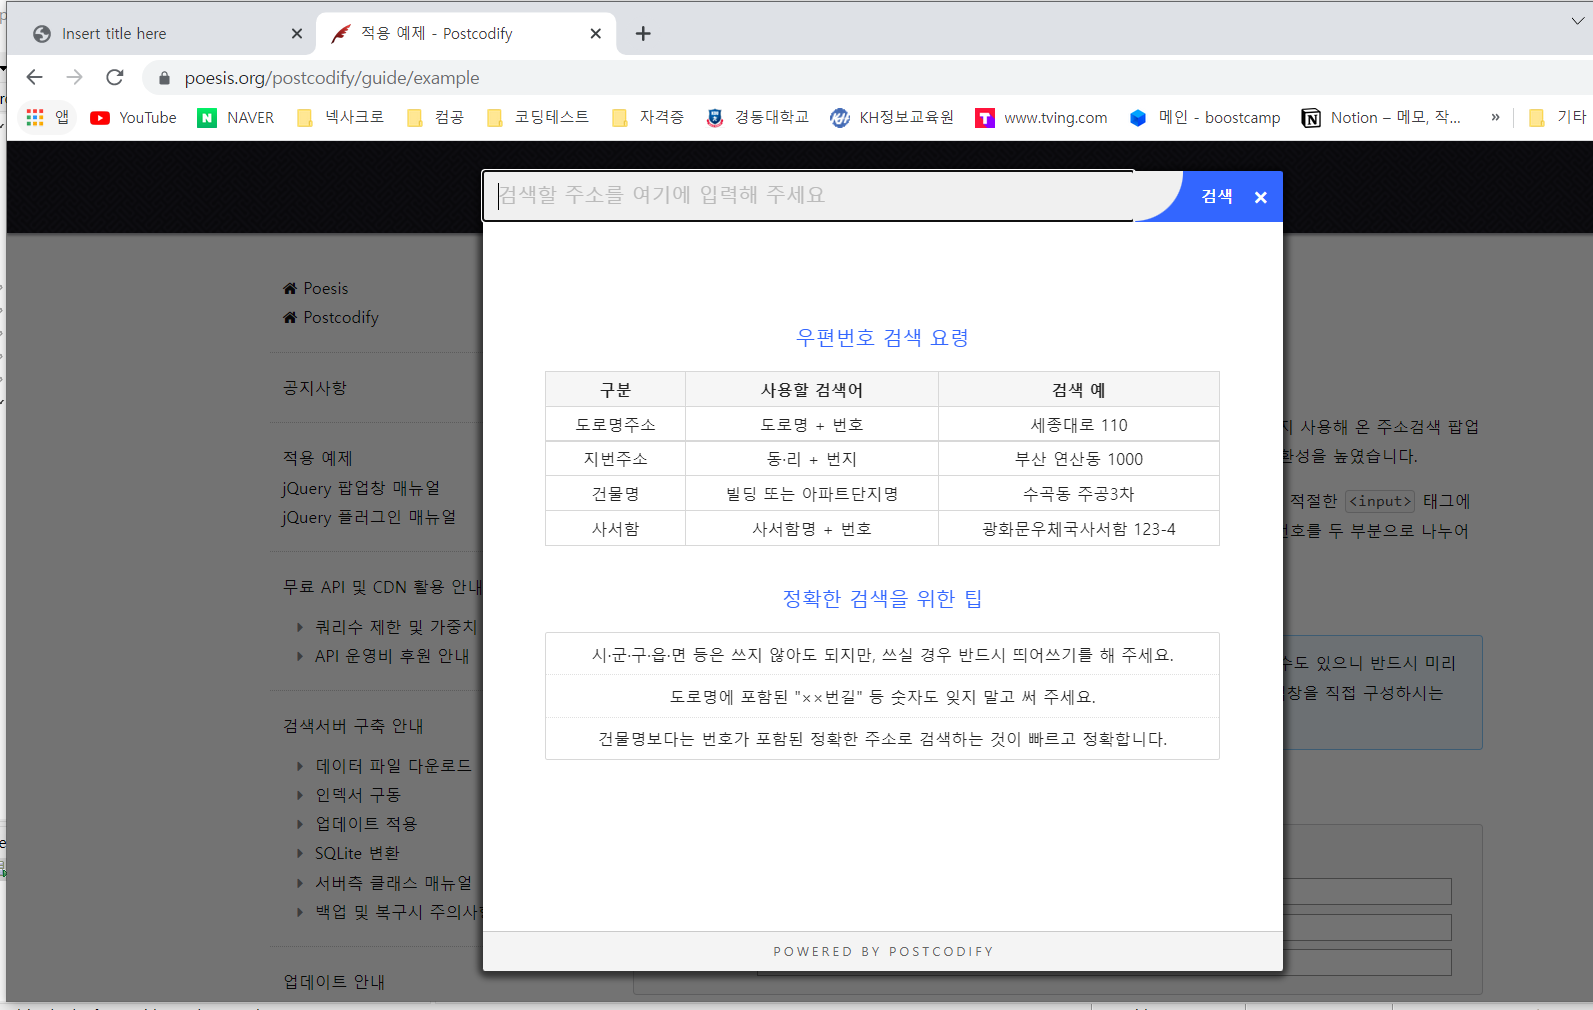 Insert title here
적용 예제 - Postcodify
poesis.org/postcodify/guide/example
앱 YouTube NAVER 넥사크로 컴공 코딩테스트 자격증 경동대학교 KH정보교육원 www.tving.com 메인 - boostcamp Notion – 메모, 작... » 기타
검색할 주소를 여기에 입력해 주세요
검색 ×
Poesis
Postcodify
공지사항
적용 예제
jQuery 팝업창 매뉴얼
jQuery 플러그인 매뉴얼
무료 API 및 CDN 활용 안내
쿼리수 제한 및 가중치
API 운영비 후원 안내
검색서버 구축 안내
데이터 파일 다운로드
인덱서 구동
업데이트 적용
SQLite 변환
서버측 클래스 매뉴얼
백업 및 복구시 주의사항
업데이트 안내
우편번호 검색 요령
구분 사용할 검색어 검색 예
도로명주소 도로명 + 번호 세종대로 110
지번주소 동·리 + 번지 부산 연산동 1000
건물명 빌딩 또는 아파트단지명 수곡동 주공3차
사서함 사서함명 + 번호 광화문우체국사서함 123-4
정확한 검색을 위한 팁
시·군·구·읍·면 등은 쓰지 않아도 되지만, 쓰실 경우 반드시 띄어쓰기를 해 주세요.
도로명에 포함된 "××번길" 등 숫자도 잊지 말고 써 주세요.
건물명보다는 번호가 포함된 정확한 주소로 검색하는 것이 빠르고 정확합니다.
POWERED BY POSTCODIFY
지 사용해 온 주소검색 팝업
환성을 높였습니다.
적절한 <input> 태그에
번호를 두 부분으로 나누어
수도 있으니 반드시 미리
창을 직접 구성하시는